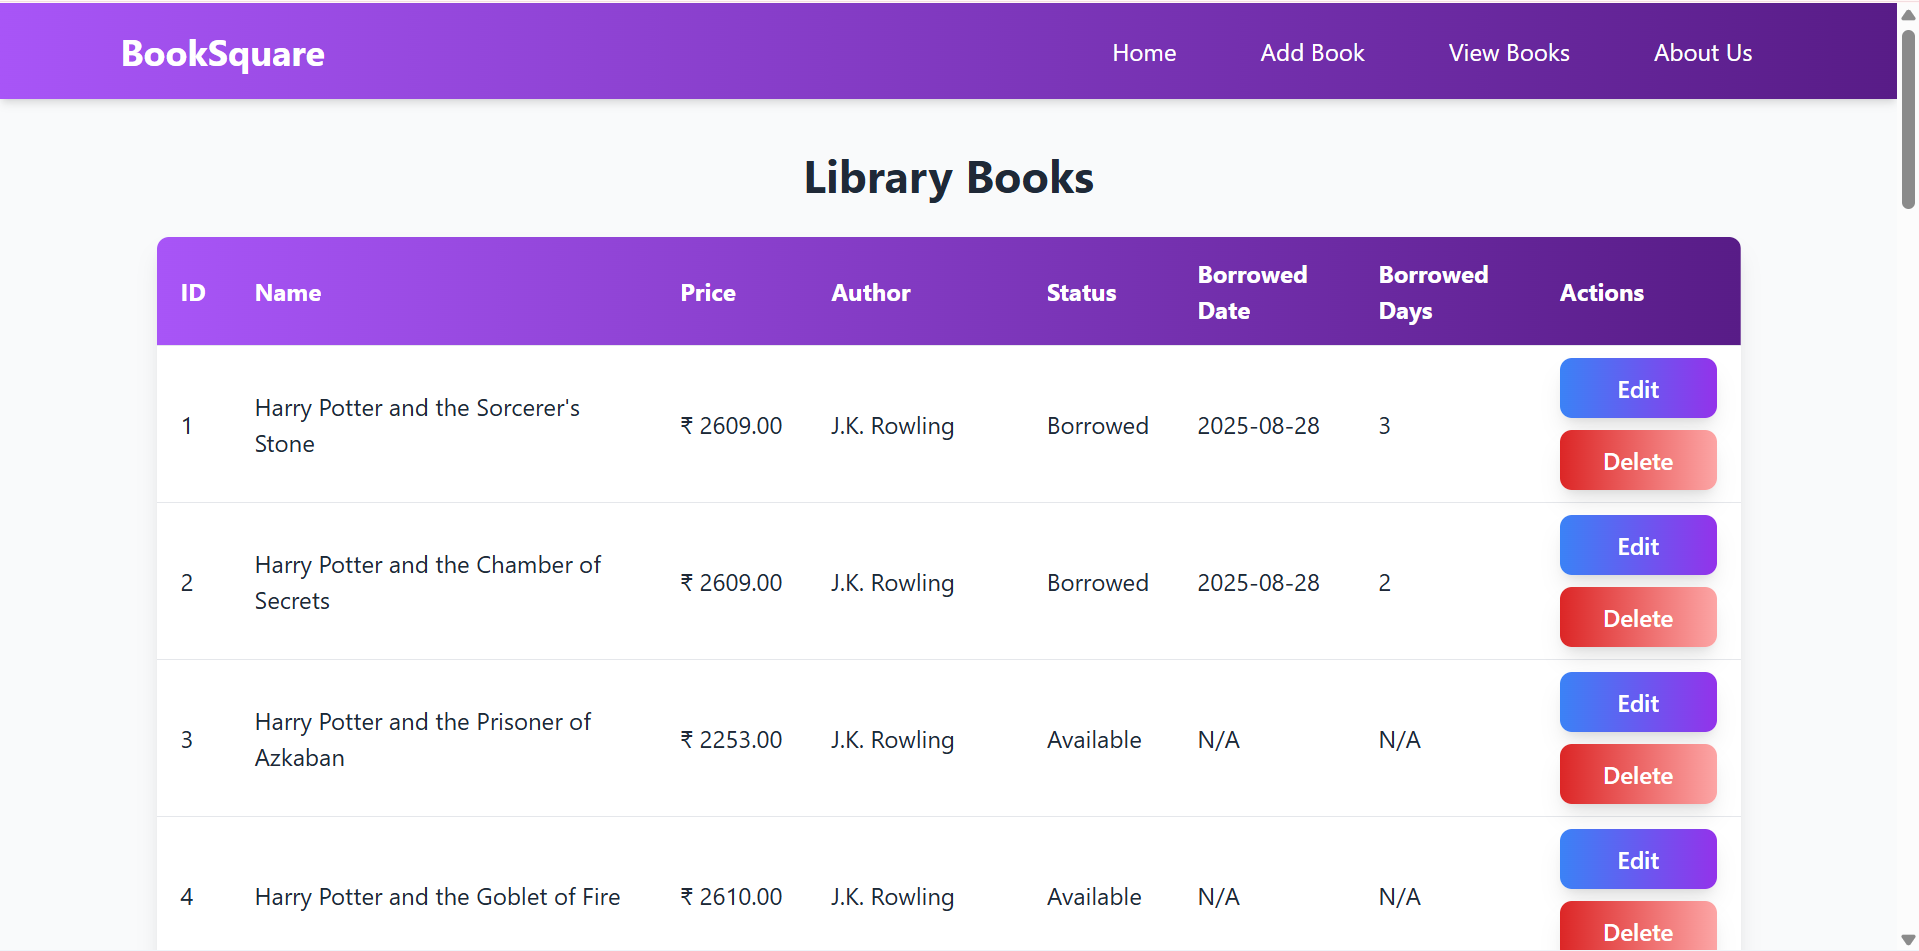 BookSquare Home Add Book View Books About Us
Library Books
ID Name Price Author Status Borrowed Date Borrowed Days Actions
1 Harry Potter and the Sorcerer's Stone ₹ 2609.00 J.K. Rowling Borrowed 2025-08-28 3 Edit Delete
2 Harry Potter and the Chamber of Secrets ₹ 2609.00 J.K. Rowling Borrowed 2025-08-28 2 Edit Delete
3 Harry Potter and the Prisoner of Azkaban ₹ 2253.00 J.K. Rowling Available N/A N/A Edit Delete
4 Harry Potter and the Goblet of Fire ₹ 2610.00 J.K. Rowling Available N/A N/A Edit Delete